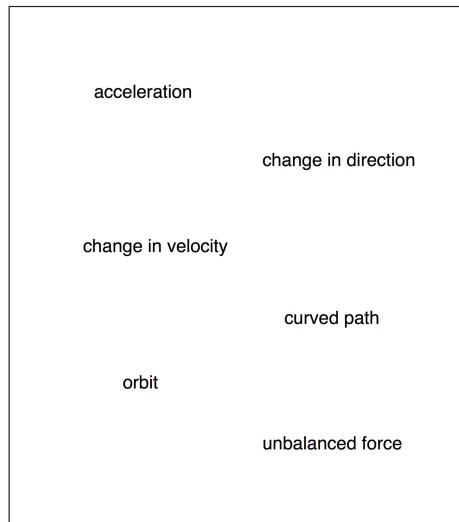 acceleration
change in direction
change in velocity
curved path
orbit
unbalanced force